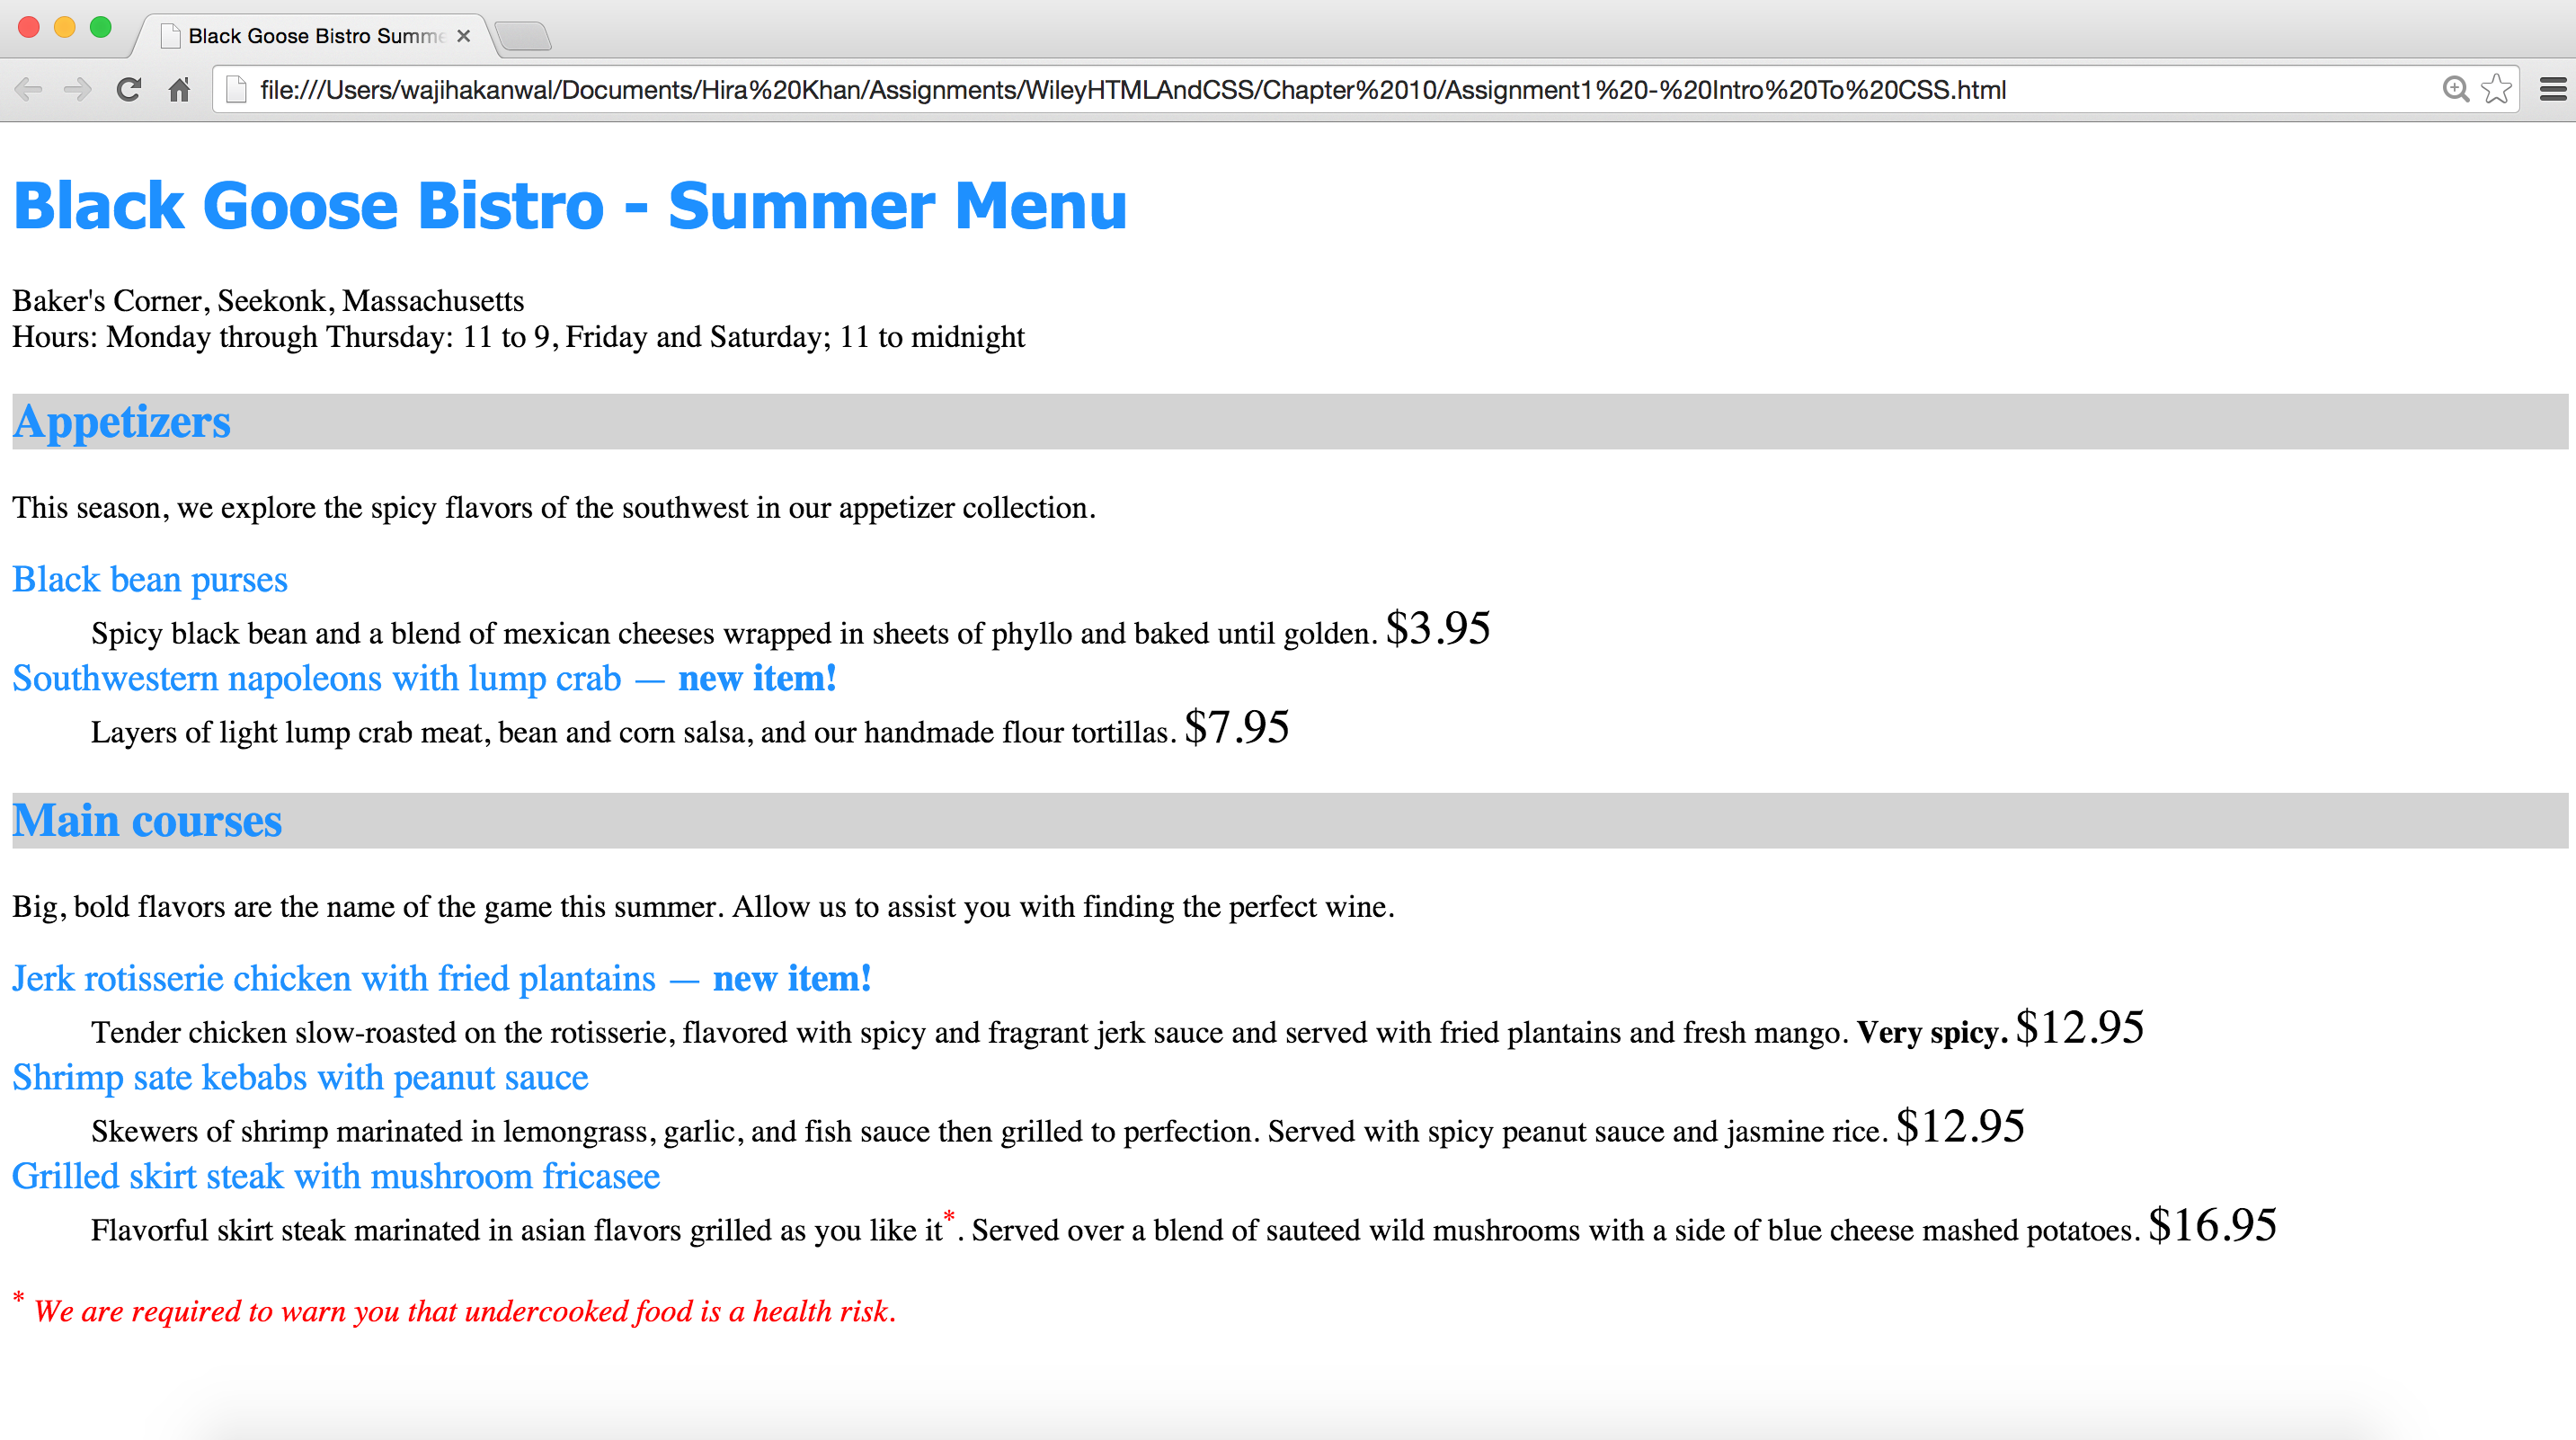 Black Goose Bistro Summe
file:///Users/wajihakanwal/Documents/Hira%20Khan/Assignments/WileyHTMLAndCSS/Chapter%2010/Assignment1%20-%20Intro%20To%20CSS.html
Black Goose Bistro - Summer Menu
Baker's Corner, Seekonk, Massachusetts
Hours: Monday through Thursday: 11 to 9, Friday and Saturday; 11 to midnight
Appetizers
This season, we explore the spicy flavors of the southwest in our appetizer collection.
Black bean purses
Spicy black bean and a blend of mexican cheeses wrapped in sheets of phyllo and baked until golden. $3.95
Southwestern napoleons with lump crab — new item!
Layers of light lump crab meat, bean and corn salsa, and our handmade flour tortillas. $7.95
Main courses
Big, bold flavors are the name of the game this summer. Allow us to assist you with finding the perfect wine.
Jerk rotisserie chicken with fried plantains — new item!
Tender chicken slow-roasted on the rotisserie, flavored with spicy and fragrant jerk sauce and served with fried plantains and fresh mango. Very spicy. $12.95
Shrimp sate kebabs with peanut sauce
Skewers of shrimp marinated in lemongrass, garlic, and fish sauce then grilled to perfection. Served with spicy peanut sauce and jasmine rice. $12.95
Grilled skirt steak with mushroom fricasee
Flavorful skirt steak marinated in asian flavors grilled as you like it*. Served over a blend of sauteed wild mushrooms with a side of blue cheese mashed potatoes. $16.95
* We are required to warn you that undercooked food is a health risk.